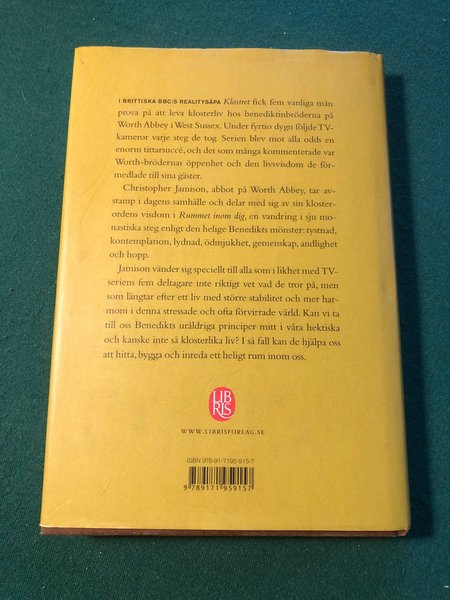 I BRITTISKA BBC:S REALITYSÅPA Klostret fick fem vanliga män
prova på att leva klosterliv hos benediktinbröderna på
Worth Abbey i West Sussex. Under fyrtio dygn följde TV-
kameror varje steg de tog. Serien blev mot alla odds en
enorm tittarsuccé, och det som många kommenterade var
Worth-brödernas öppenhet och den livsvisdom de för-
medlade till sina gäster.
Christopher Jamison, abbot på Worth Abbey, tar av-
stamp i dagens samhälle och delar med sig av sin kloster-
ordens visdom i Rummet inom dig, en vandring i sju mo-
nastiska steg enligt den helige Benedikts mönster: tystnad,
kontemplation, lydnad, ödmjukhet, gemenskap, andlighet
och hopp.
Jamison vänder sig speciellt till alla som i likhet med TV-
seriens fem deltagare inte riktigt vet vad de tror på, men
som längtar efter ett liv med större stabilitet och mer har-
moni i denna stressade och ofta förvirrade värld. Kan vi ta
till oss Benedikts uråldriga principer mitt i våra hektiska
och kanske inte så klosterlika liv? I så fall kan de hjälpa oss
att hitta, bygga och inreda ett heligt rum inom oss.
LIB
RIS
WWW.LIBRISFORLAG.SE
ISBN 978-91-7195-915-7
9 789171 959157